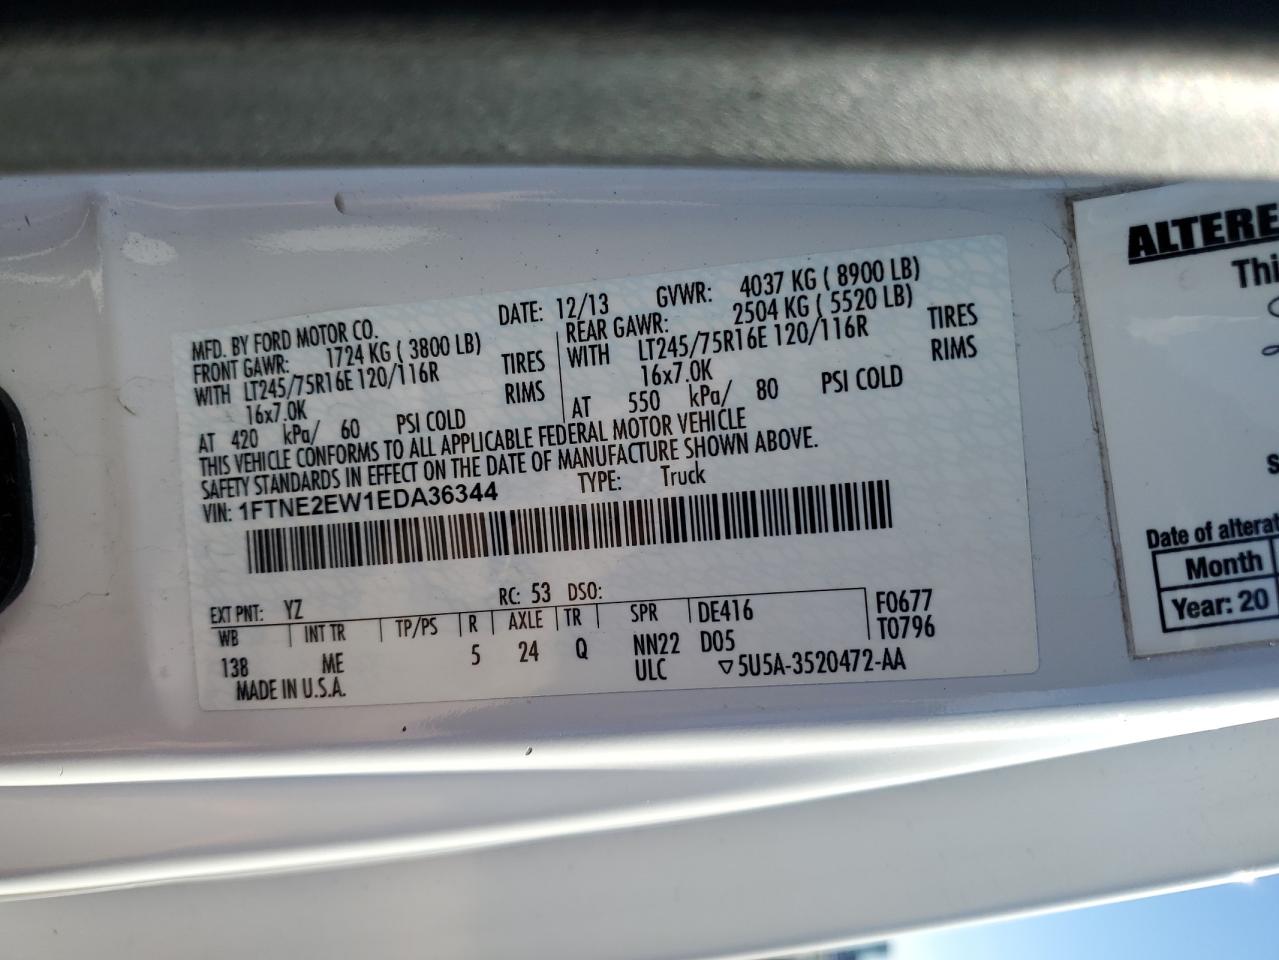 MFD. BY FORD MOTOR CO.
DATE: 12/13
GVWR: 4037 KG ( 8900 LB)
FRONT GAWR: 1724 KG ( 3800 LB)
REAR GAWR: 2504 KG ( 5520 LB)
WITH LT245/75R16E 120/116R TIRES
WITH LT245/75R16E 120/116R TIRES
16x7.0K RIMS
16x7.0K RIMS
AT 420 kPa/ 60 PSI COLD
AT 550 kPa/ 80 PSI COLD
THIS VEHICLE CONFORMS TO ALL APPLICABLE FEDERAL MOTOR VEHICLE
SAFETY STANDARDS IN EFFECT ON THE DATE OF MANUFACTURE SHOWN ABOVE.
VIN: 1FTNE2EW1EDA36344
TYPE: Truck
EXT PNT: YZ RC: 53 DSO:
WB INT TR TP/PS R AXLE TR SPR DE416 F0677
138 ME 5 24 Q NN22 D05 T0796
ULC ▽5U5A-3520472-AA
MADE IN U.S.A.
ALTERE
Thi
Date of alterat
Month
Year: 20